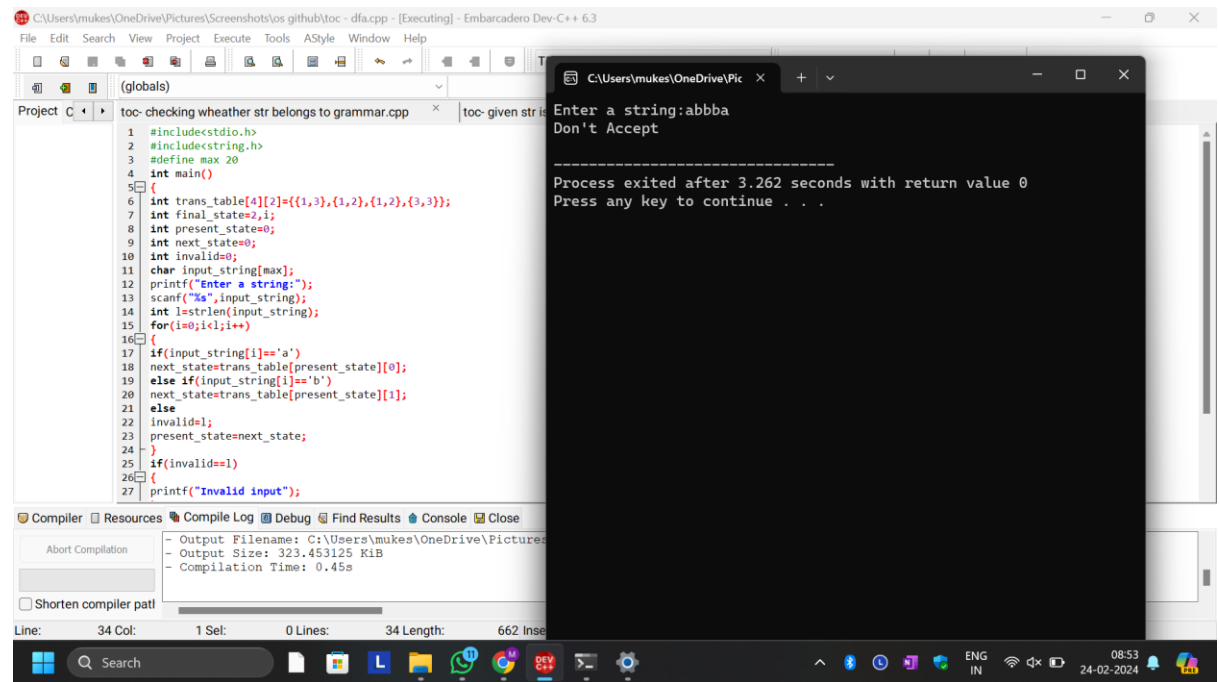 C:\Users\mukes\OneDrive\Pictures\Screenshots\os github\toc - dfa.cpp - [Executing] - Embarcadero Dev-C++ 6.3
File Edit Search View Project Execute Tools AStyle Window Help
T
(globals)
Project C
toc- checking wheather str belongs to grammar.cpp
toc- given str is
1 #include<stdio.h>
2 #include<string.h>
3 #define max 20
4 int main()
5 {
6 int trans_table[4][2]={{1,3},{1,2},{1,2},{3,3}};
7 int final_state=2,i;
8 int present_state=0;
9 int next_state=0;
10 int invalid=0;
11 char input_string[max];
12 printf("Enter a string:");
13 scanf("%s",input_string);
14 int l=strlen(input_string);
15 for(i=0;i<l;i++)
16 {
17 if(input_string[i]=='a')
18 next_state=trans_table[present_state][0];
19 else if(input_string[i]=='b')
20 next_state=trans_table[present_state][1];
21 else
22 invalid=l;
23 present_state=next_state;
24 }
25 if(invalid==l)
26 {
27 printf("Invalid input");
C:\Users\mukes\OneDrive\Pic
Enter a string:abbba
Don't Accept
--------------------------------
Process exited after 3.262 seconds with return value 0
Press any key to continue . . .
Compiler Resources Compile Log Debug Find Results Console Close
Abort Compilation
Shorten compiler patl
- Output Filename: C:\Users\mukes\OneDrive\Pictures
- Output Size: 323.453125 KiB
- Compilation Time: 0.45s
Line: 34 Col: 1 Sel: 0 Lines: 34 Length: 662 Inse
Search
L
11
M
DEV C++
L
N
ENG
IN
08:53
24-02-2024
PRE